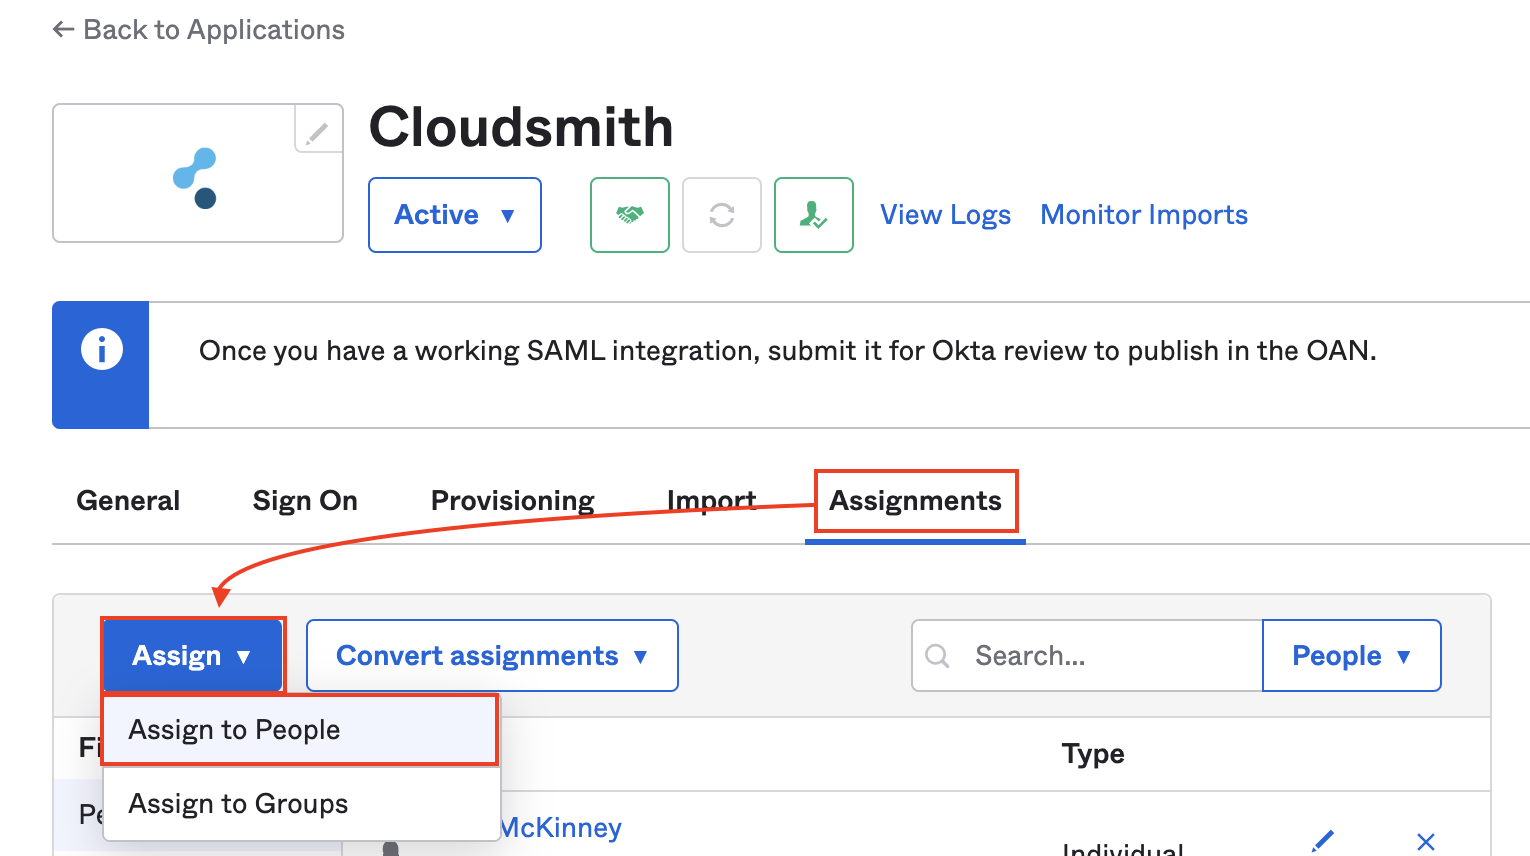 ← Back to Applications
Cloudsmith
Active ▼
View Logs
Monitor Imports
Once you have a working SAML integration, submit it for Okta review to publish in the OAN.
General
Sign On
Provisioning
Import
Assignments
Assign ▼
Convert assignments ▼
Search...
People ▼
Assign to People
Type
Assign to Groups
McKinney
Individual